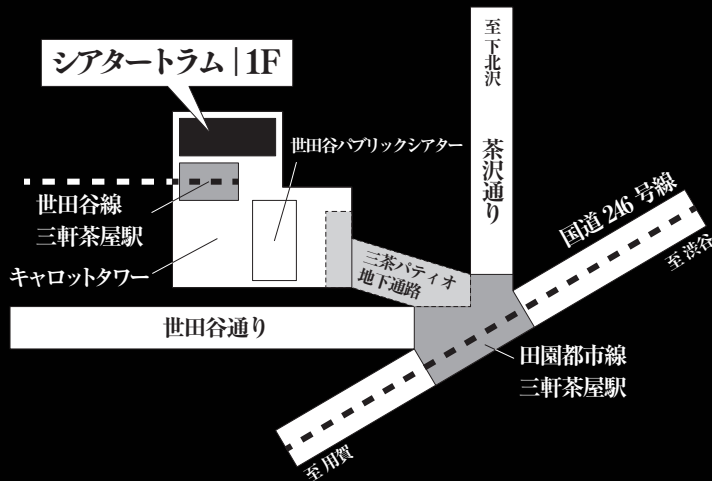 シアタートラム | 1F
至 下北沢
茶沢通り
世田谷パブリックシアター
国道246号線
至 渋谷
世田谷線
三軒茶屋駅
キャロットタワー
三茶パティオ
地下通路
世田谷通り
田園都市線
三軒茶屋駅
至 用賀